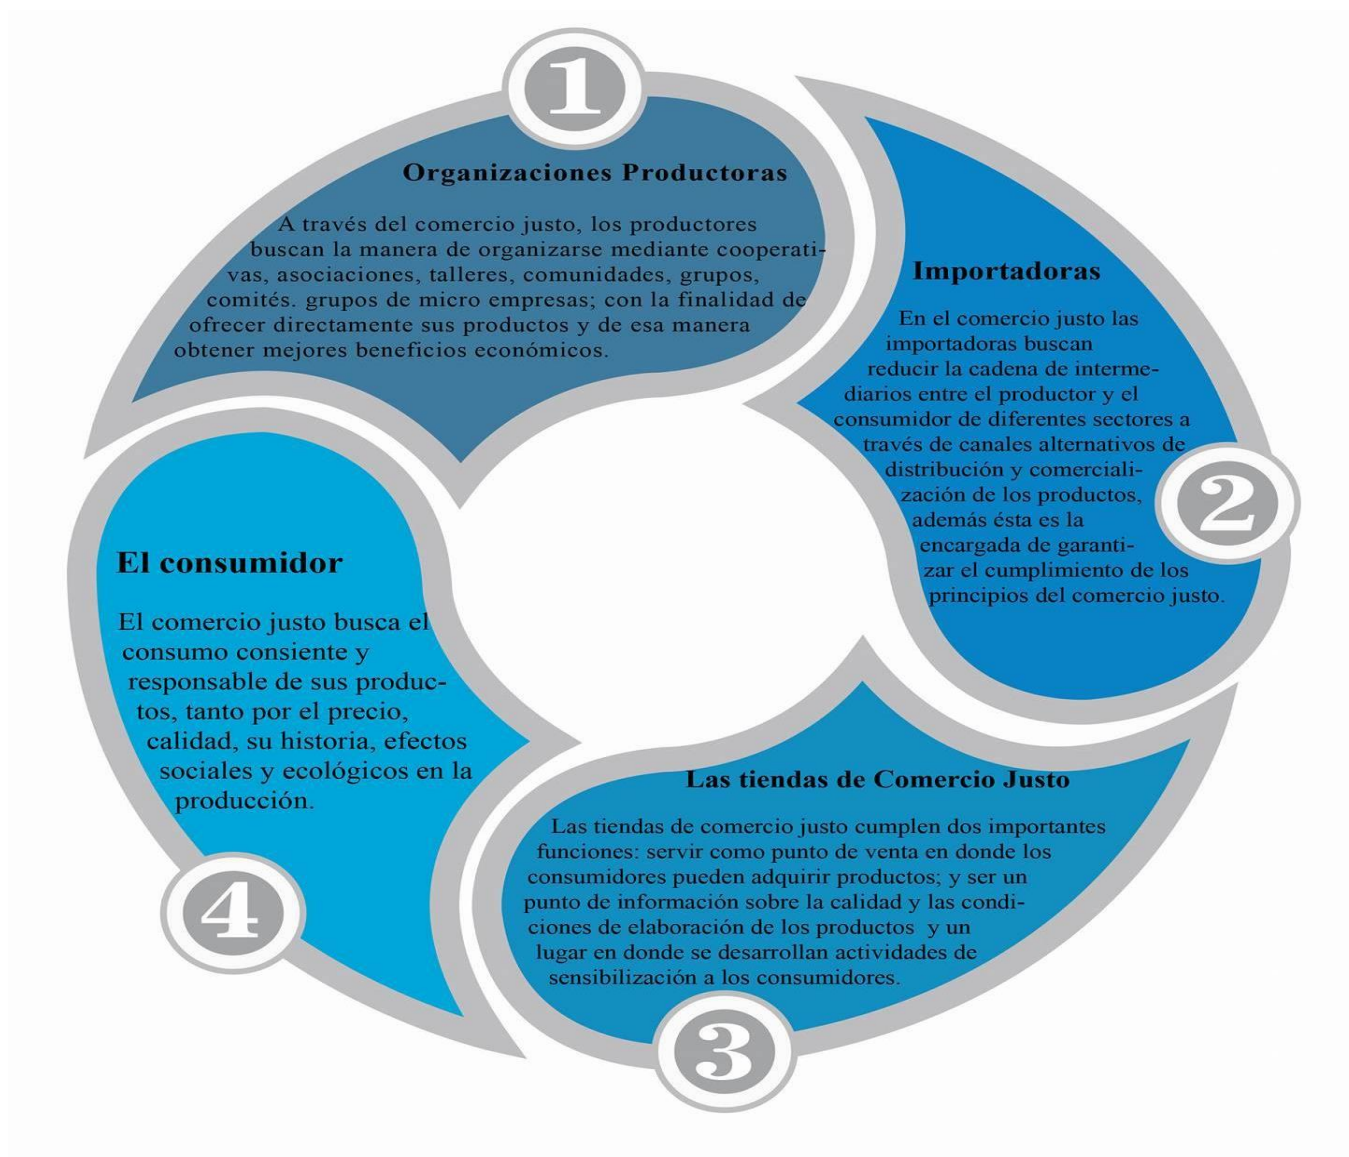 1
Organizaciones Productoras
A través del comercio justo, los productores
buscan la manera de organizarse mediante cooperati-
vas, asociaciones, talleres, comunidades, grupos,
comités. grupos de micro empresas; con la finalidad de
ofrecer directamente sus productos y de esa manera
obtener mejores beneficios económicos.
2
Importadoras
En el comercio justo las
importadoras buscan
reducir la cadena de interme-
diarios entre el productor y el
consumidor de diferentes sectores a
través de canales alternativos de
distribución y comerciali-
zación de los productos,
además ésta es la
encargada de garanti-
zar el cumplimiento de los
principios del comercio justo.
3
Las tiendas de Comercio Justo
Las tiendas de comercio justo cumplen dos importantes
funciones: servir como punto de venta en donde los
consumidores pueden adquirir productos; y ser un
punto de información sobre la calidad y las condi-
ciones de elaboración de los productos y un
lugar en donde se desarrollan actividades de
sensibilización a los consumidores.
4
El consumidor
El comercio justo busca el
consumo consiente y
responsable de sus produc-
tos, tanto por el precio,
calidad, su historia, efectos
sociales y ecológicos en la
producción.